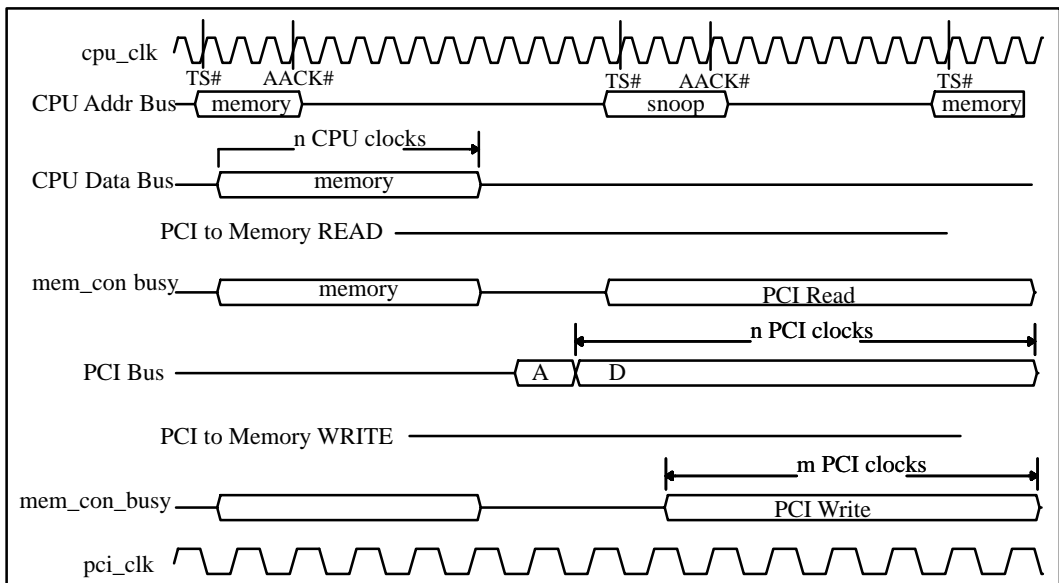 cpu_clk
TS# AACK# TS# AACK# TS#
CPU Addr Bus memory snoop memory
n CPU clocks
CPU Data Bus memory
PCI to Memory READ
mem_con busy memory PCI Read
n PCI clocks
PCI Bus A D
PCI to Memory WRITE
m PCI clocks
mem_con_busy PCI Write
pci_clk